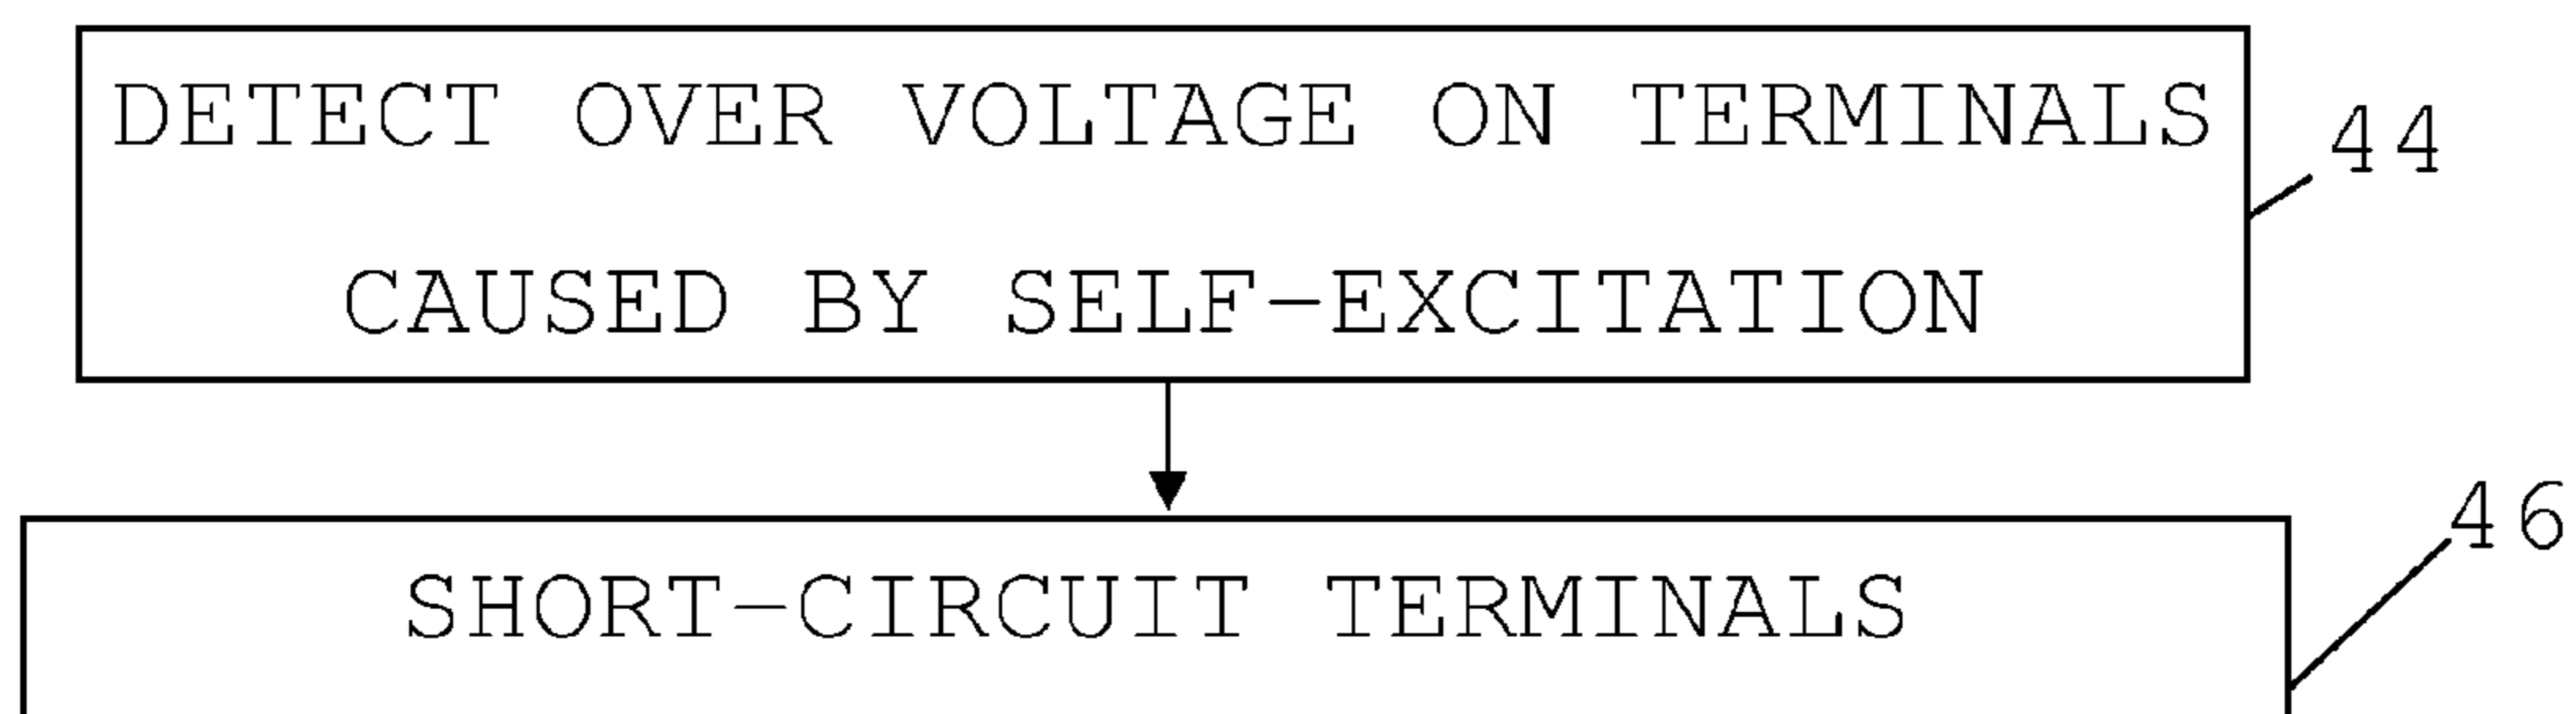 DETECT OVER VOLTAGE ON TERMINALS
44
CAUSED BY SELF-EXCITATION
46
SHORT-CIRCUIT TERMINALS